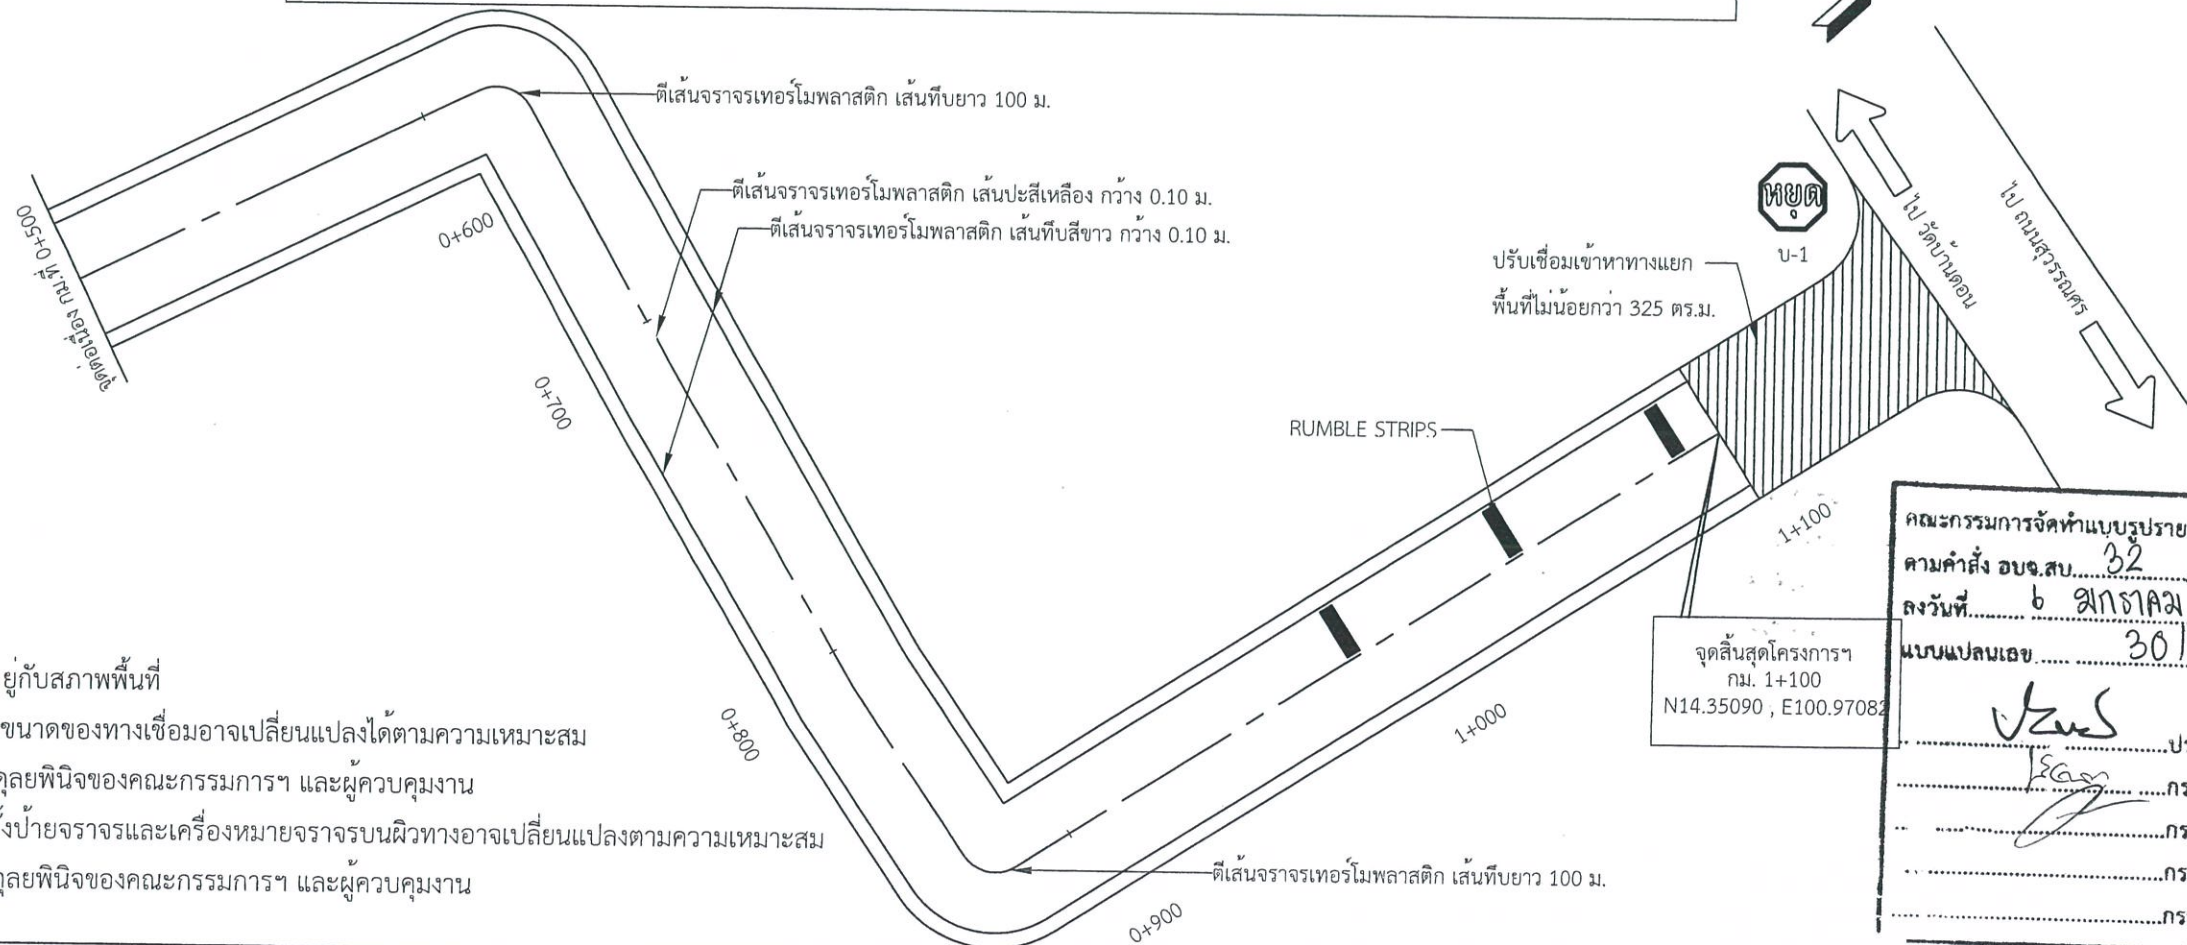 ตีเส้นจราจรเทอร์โมพลาสติก เส้นทึบยาว 100 ม.
ตีเส้นจราจรเทอร์โมพลาสติก เส้นปะสีเหลือง กว้าง 0.10 ม.
ตีเส้นจราจรเทอร์โมพลาสติก เส้นทึบสีขาว กว้าง 0.10 ม.
จุดต่อเนื่อง กม.ที่ 0+500
0+600
0+700
0+800
0+900
1+000
1+100
หยุด
บ-1
ปรับเชื่อมเข้าหาทางแยก
พื้นที่ไม่น้อยกว่า 325 ตร.ม.
ไป วัดบ้านดอน
ไป ถนนสุวรรณศร
RUMBLE STRIPS
จุดสิ้นสุดโครงการฯ
กม. 1+100
N14.35090 , E100.97082
ตีเส้นจราจรเทอร์โมพลาสติก เส้นทึบยาว 100 ม.
ยู่กับสภาพพื้นที่
ขนาดของทางเชื่อมอาจเปลี่ยนแปลงได้ตามความเหมาะสม
ดุลยพินิจของคณะกรรมการฯ และผู้ควบคุมงาน
ั้งป้ายจราจรและเครื่องหมายจราจรบนผิวทางอาจเปลี่ยนแปลงตามความเหมาะสม
ดุลยพินิจของคณะกรรมการฯ และผู้ควบคุมงาน
คณะกรรมการจัดทำแบบรูปราย
ตามคำสั่ง อบจ.สบ. 32
ลงวันที่ ๖ มกราคม
แบบแปลนเลข 301
ปร
กร
กร
กร
กร